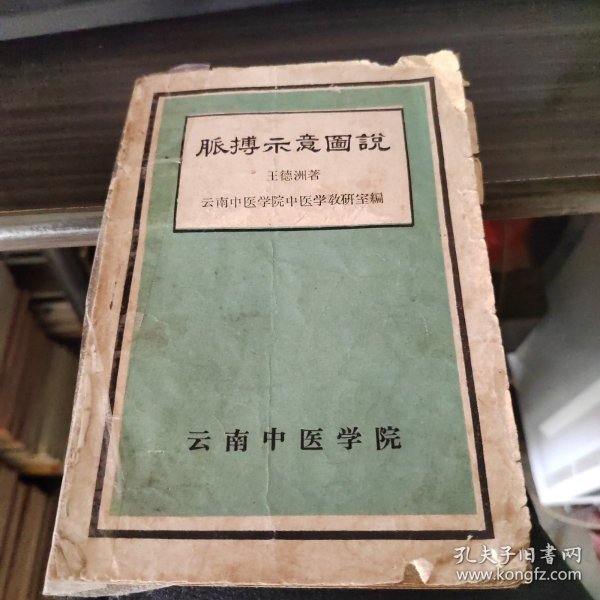 脈搏示意圖說
王德洲著
云南中医学院中医学教研室編
云南中医学院
孔夫子旧书网
www.kongfz.com